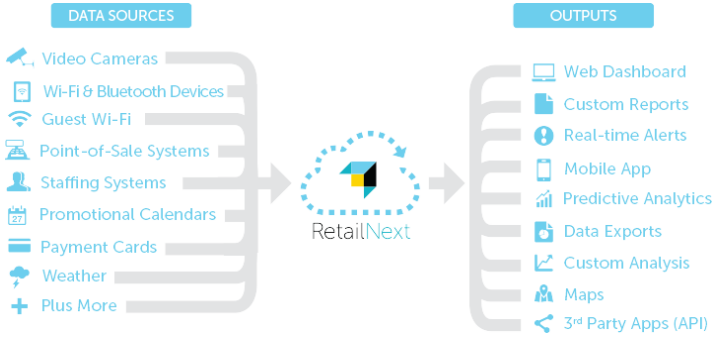 DATA SOURCES
Video Cameras
Wi-Fi & Bluetooth Devices
Guest Wi-Fi
Point-of-Sale Systems
Staffing Systems
27
Promotional Calendars
Payment Cards
Weather
Plus More
RetailNext
OUTPUTS
Web Dashboard
Custom Reports
Real-time Alerts
Mobile App
Predictive Analytics
Data Exports
Custom Analysis
Maps
3rd Party Apps (API)